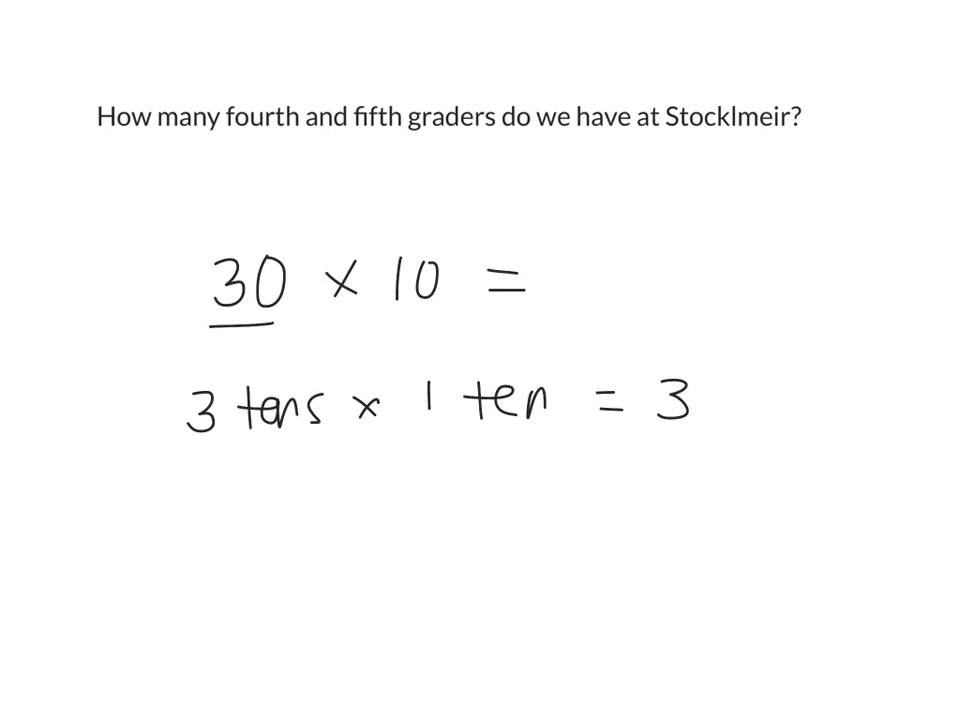 How many fourth and fifth graders do we have at Stocklmeir?
30 × 10 =
3 tens × 1 ten = 3